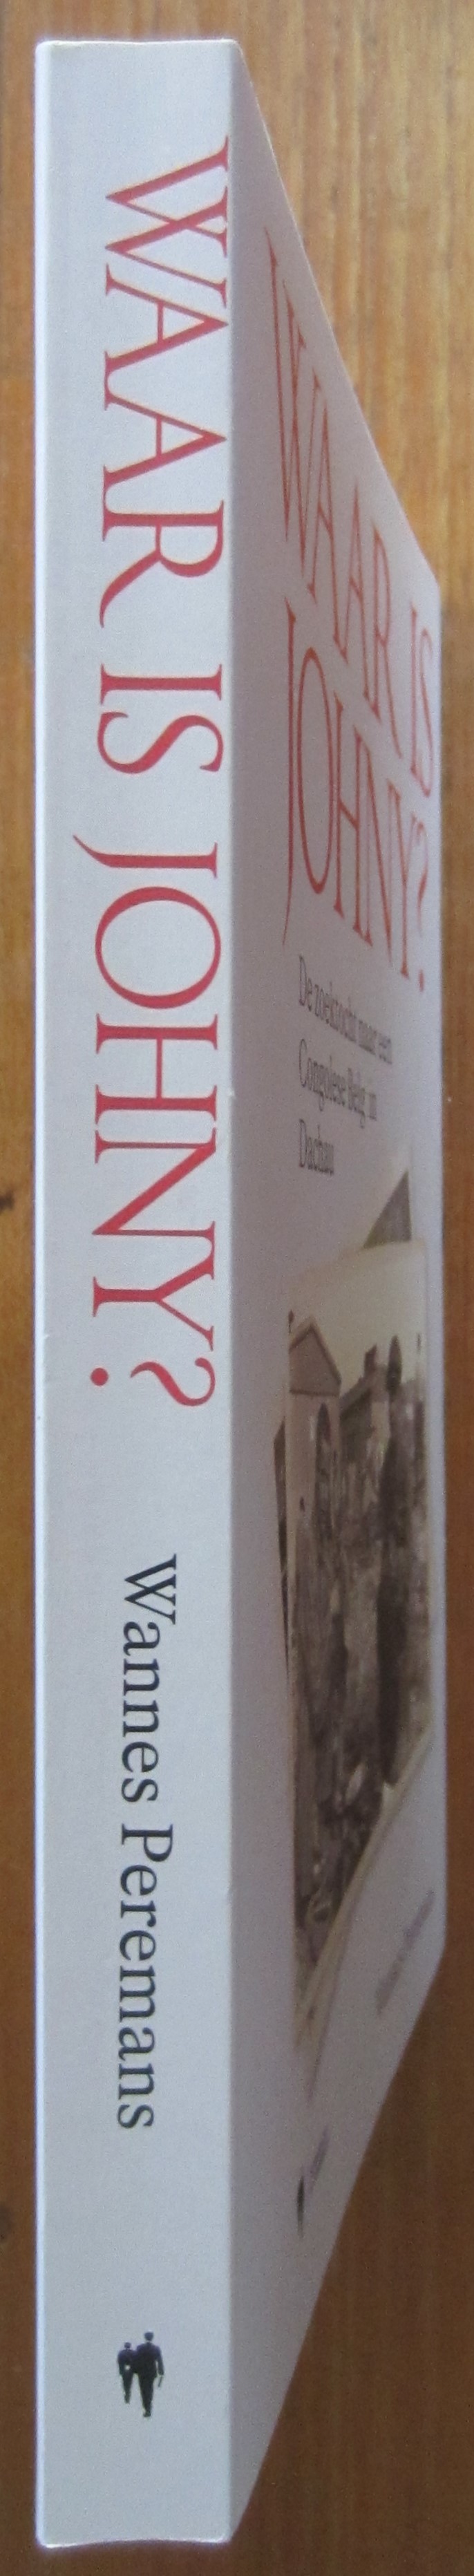 WAAR IS JOHNY?
Wannes Peremans
WAAR IS
JOHNY?
De zoektocht naar een
Congolese Belg in
Dachau